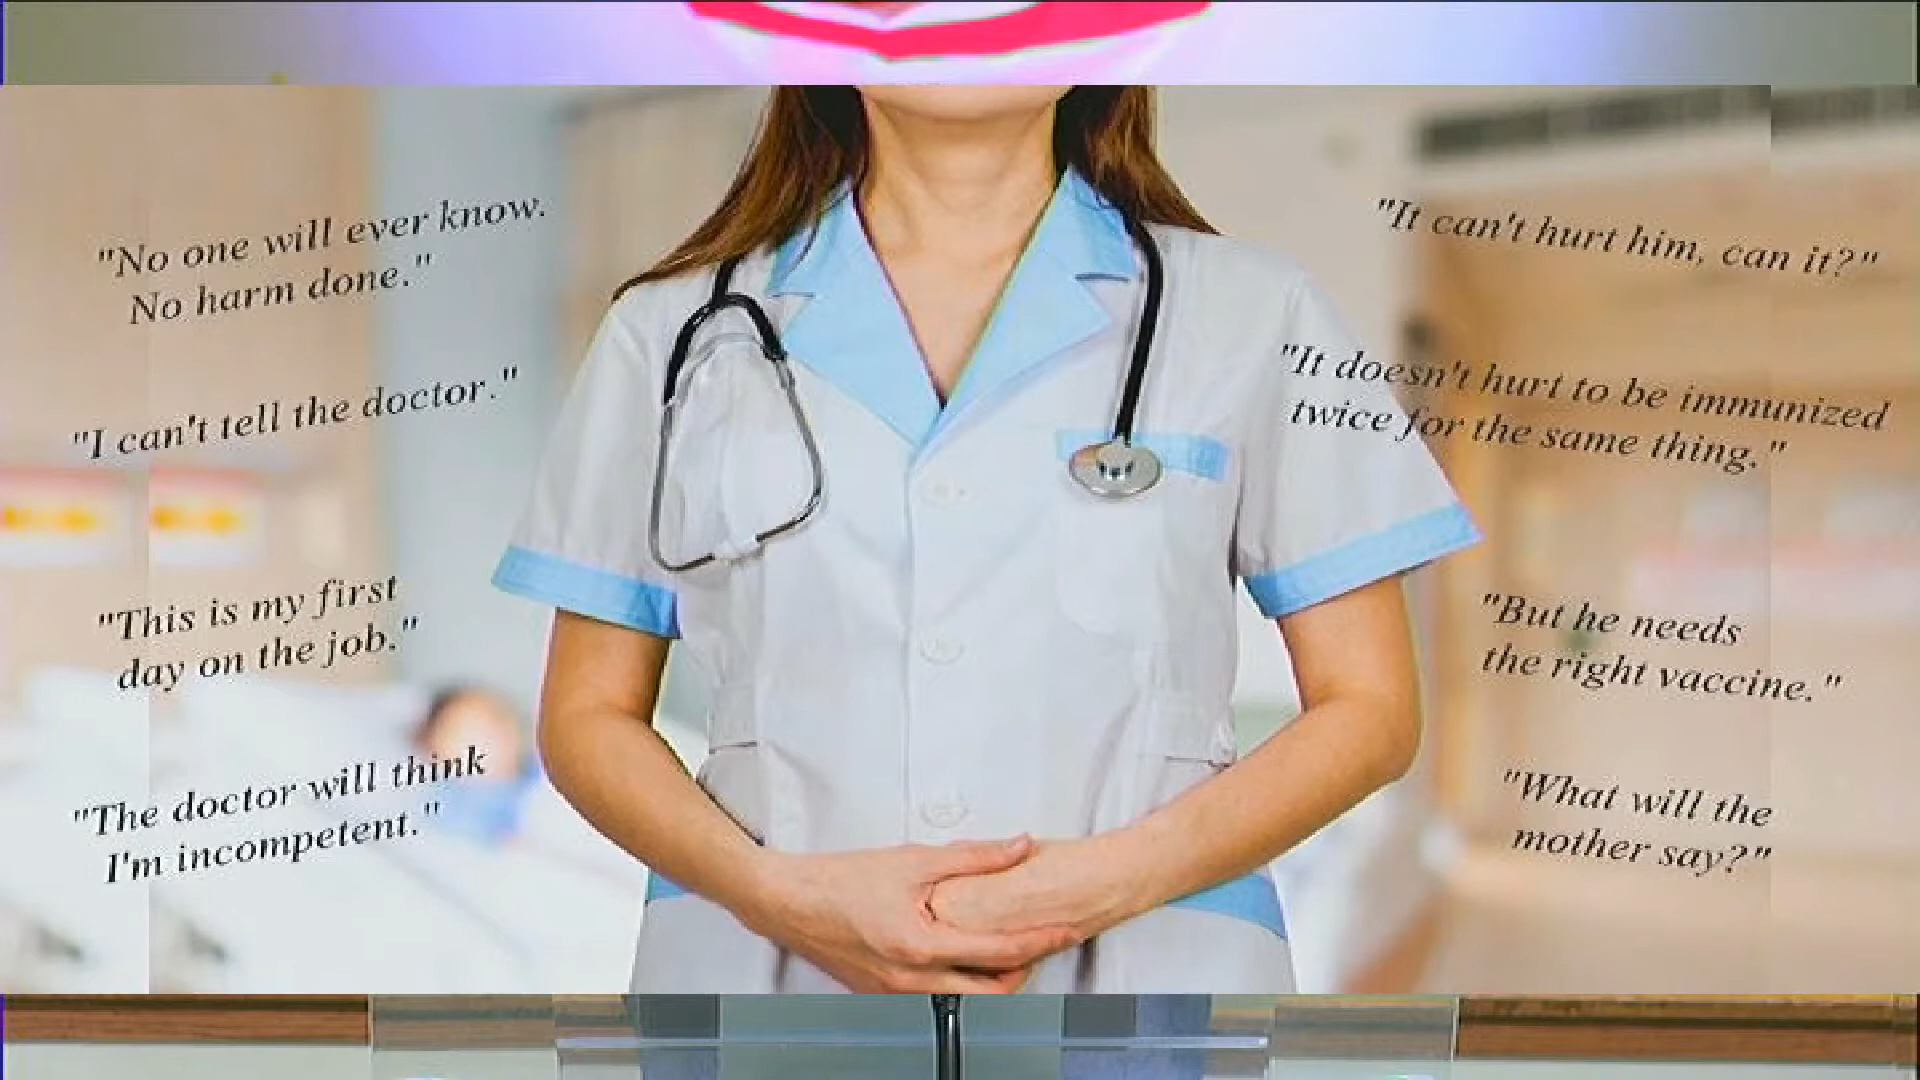 "No one will ever know.
No harm done."
"I can't tell the doctor."
"This is my first
day on the job."
"The doctor will think
I'm incompetent."
"It can't hurt him, can it?"
"It doesn't hurt to be immunized
twice for the same thing."
"But he needs
the right vaccine."
"What will the
mother say?"